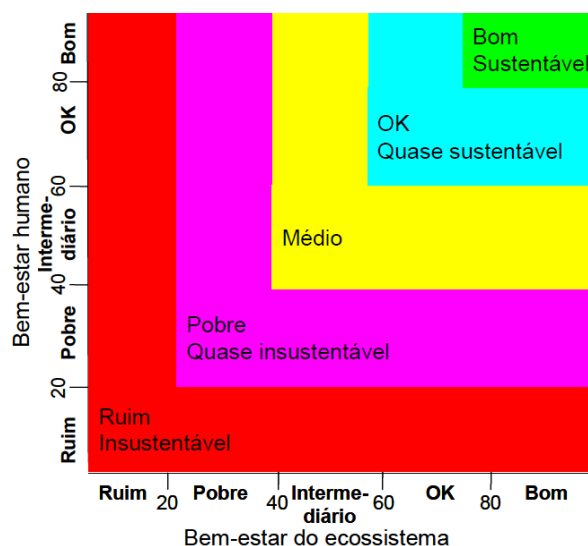 Bem-estar humano
Bom
80
OK
60
Interme-
diário
40
Pobre
20
Ruim
Bom
Sustentável
OK
Quase sustentável
Médio
Pobre
Quase insustentável
Ruim
Insustentável
Ruim
20
Pobre
40
Interme-
diário
60
OK
80
Bom
Bem-estar do ecossistema